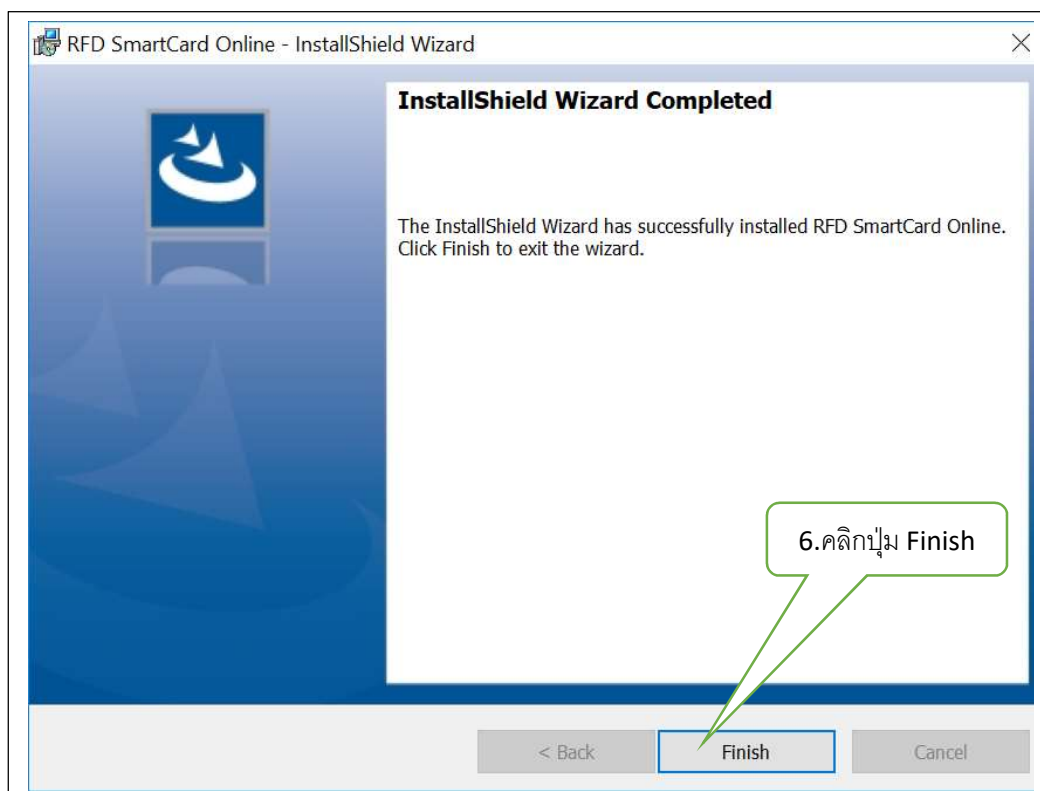 RFD SmartCard Online - InstallShield Wizard
InstallShield Wizard Completed
The InstallShield Wizard has successfully installed RFD SmartCard Online.
Click Finish to exit the wizard.
6.คลิกปุ่ม Finish
< Back
Finish
Cancel